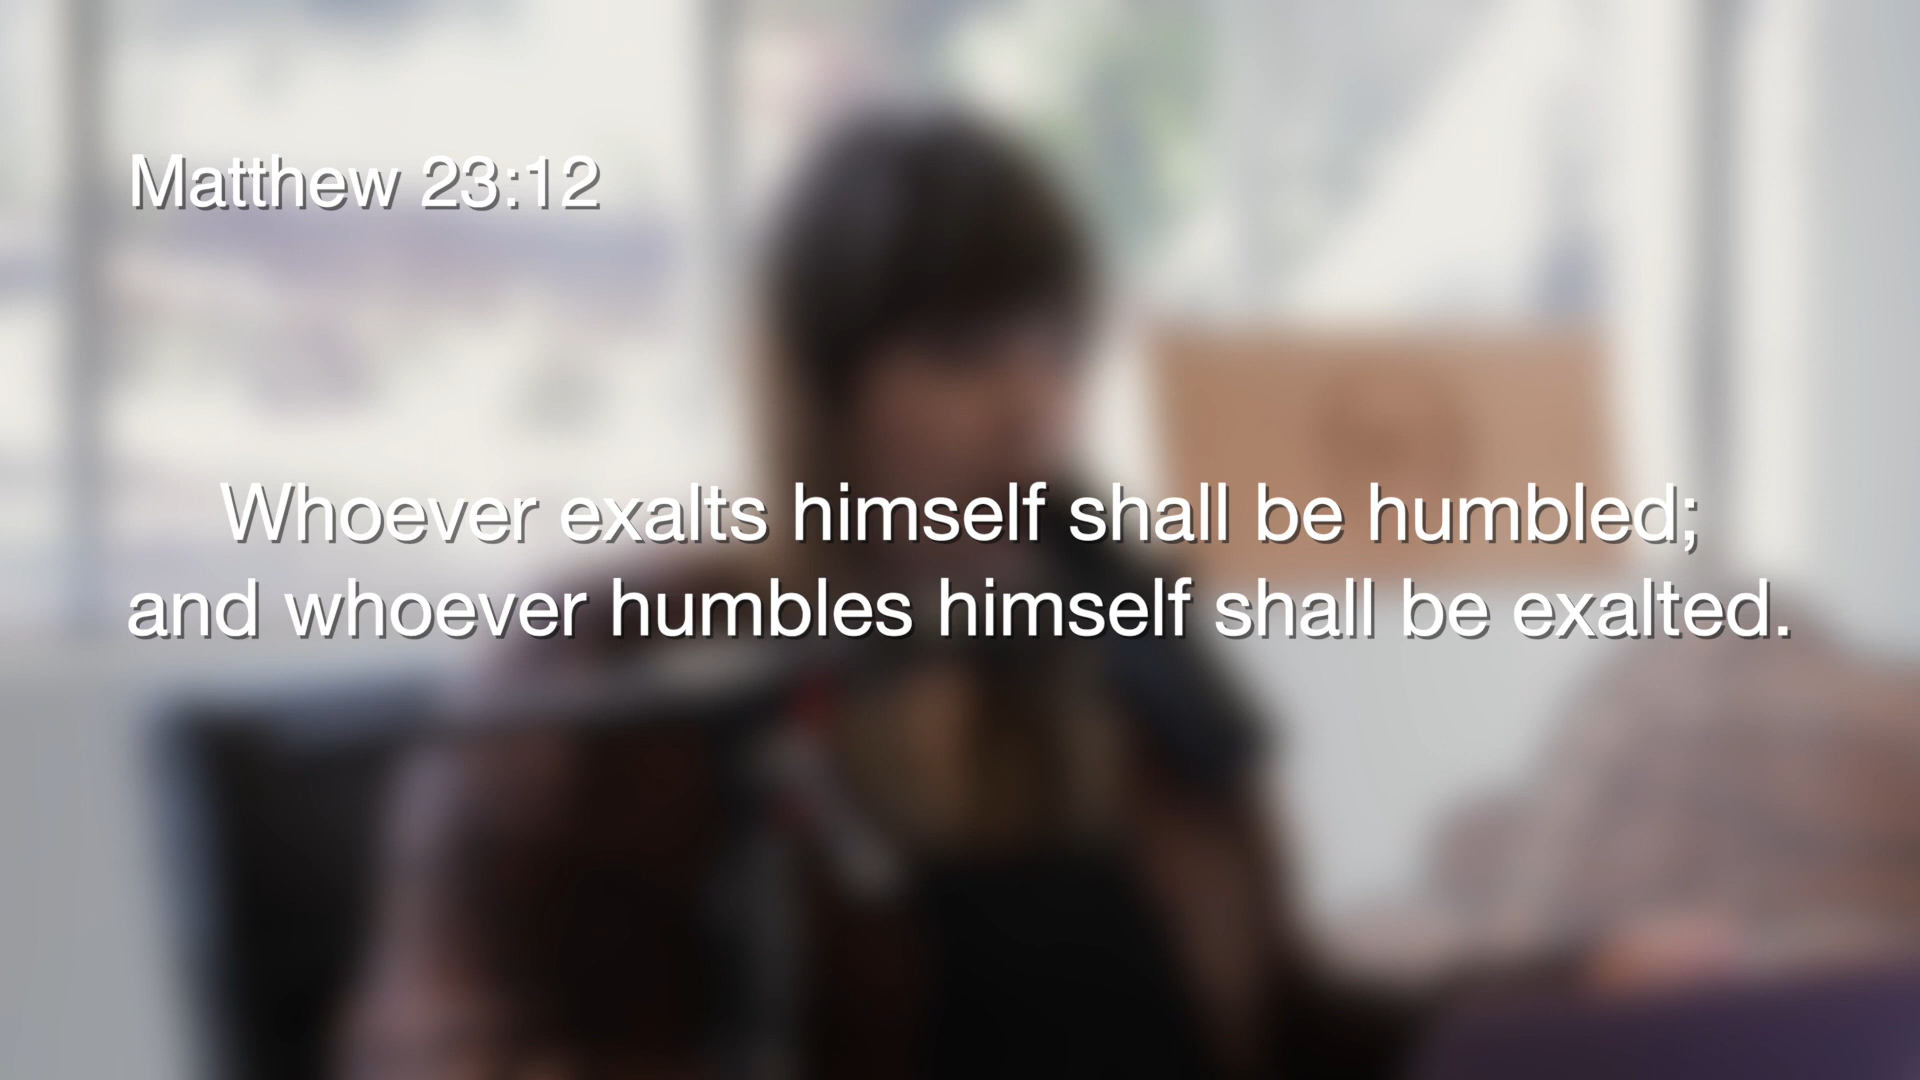 Matthew 23:12
Whoever exalts himself shall be humbled;
and whoever humbles himself shall be exalted.